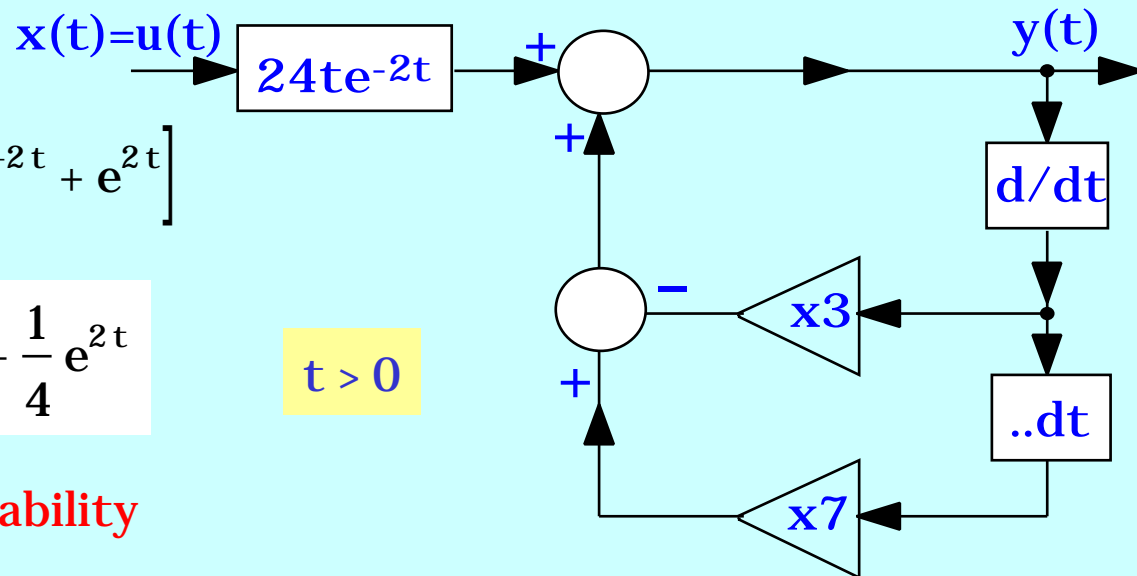 x(t)=u(t)
24te-2t
+
y(t)
+
-2t + e2t]
d/dt
−
x3
1/4 e2t
t > 0
+
..dt
ability
x7